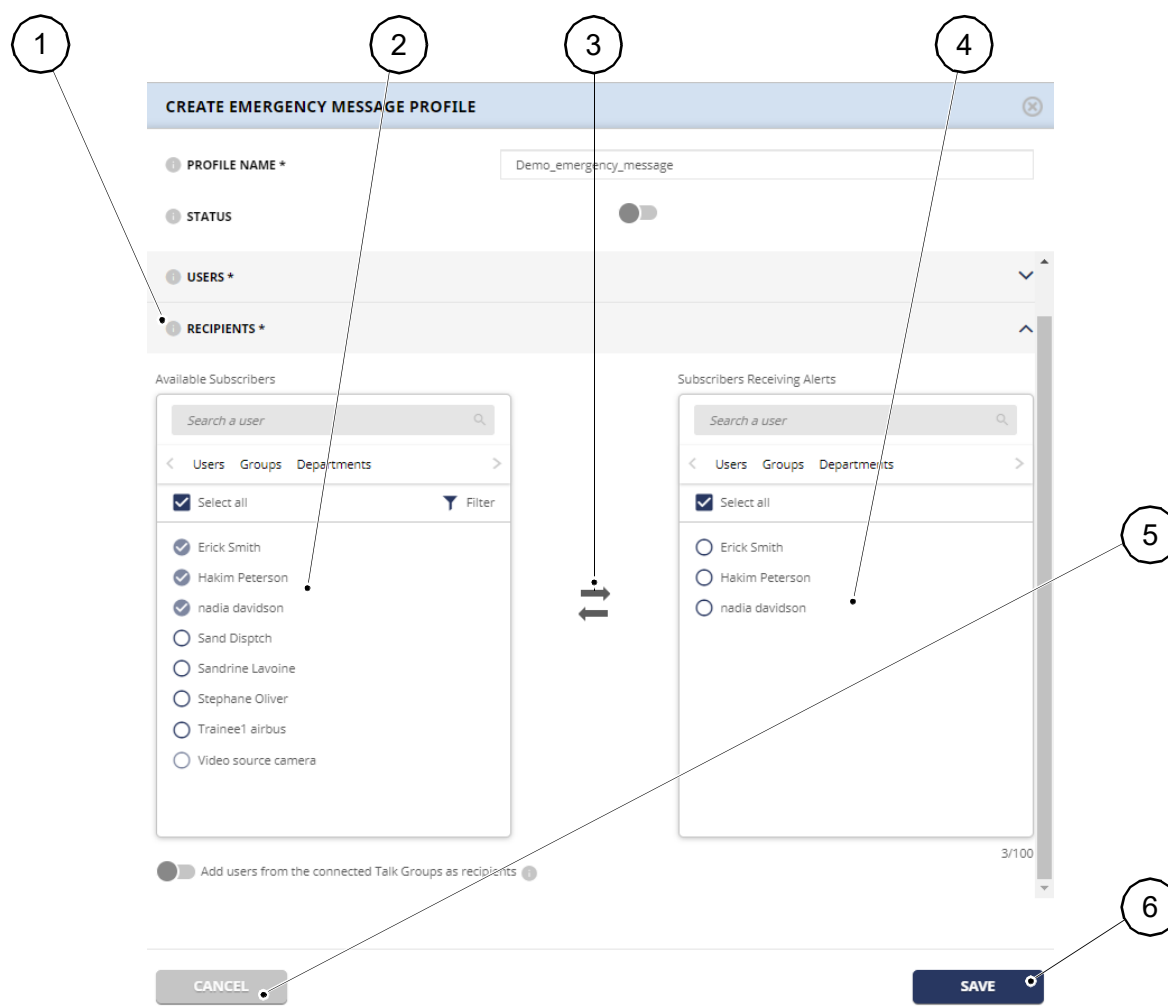 1 2 3 4
CREATE EMERGENCY MESSAGE PROFILE
PROFILE NAME * Demo_emergency_message
STATUS
USERS *
RECIPIENTS *
Available Subscribers
Search a user
Users Groups Departments
Select all Filter
Erick Smith
Hakim Peterson
nadia davidson
Sand Disptch
Sandrine Lavoine
Stephane Oliver
Trainee1 airbus
Video source camera
Subscribers Receiving Alerts
Search a user
Users Groups Departments
Select all
Erick Smith
Hakim Peterson
nadia davidson
5
3/100
Add users from the connected Talk Groups as recipients
6
CANCEL SAVE